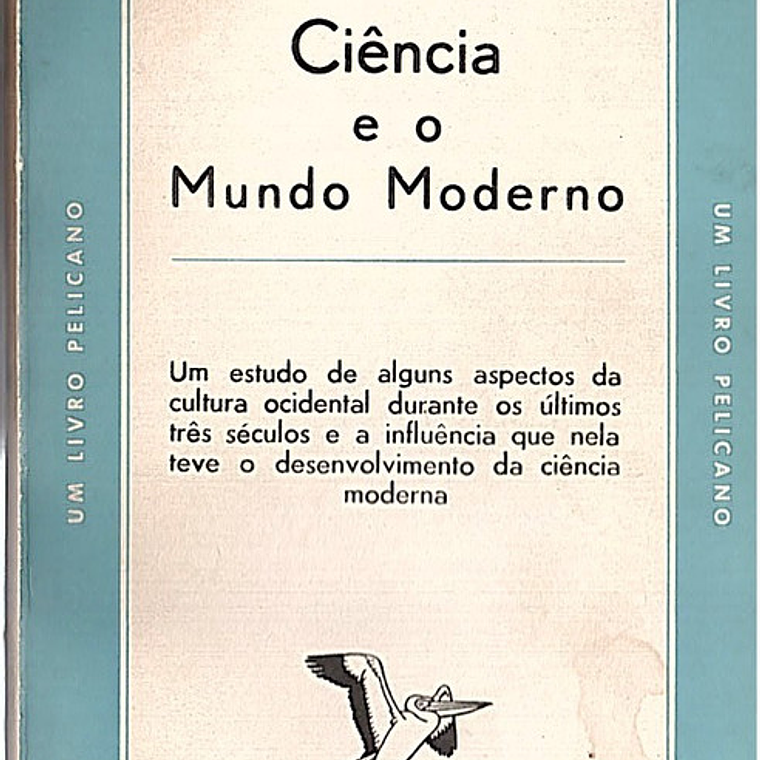 Ciência
e o
Mundo Moderno
UM LIVRO PELICANO
UM LIVRO PELICANO
Um estudo de alguns aspectos da
cultura ocidental durante os últimos
três séculos e a influência que nela
teve o desenvolvimento da ciência
moderna